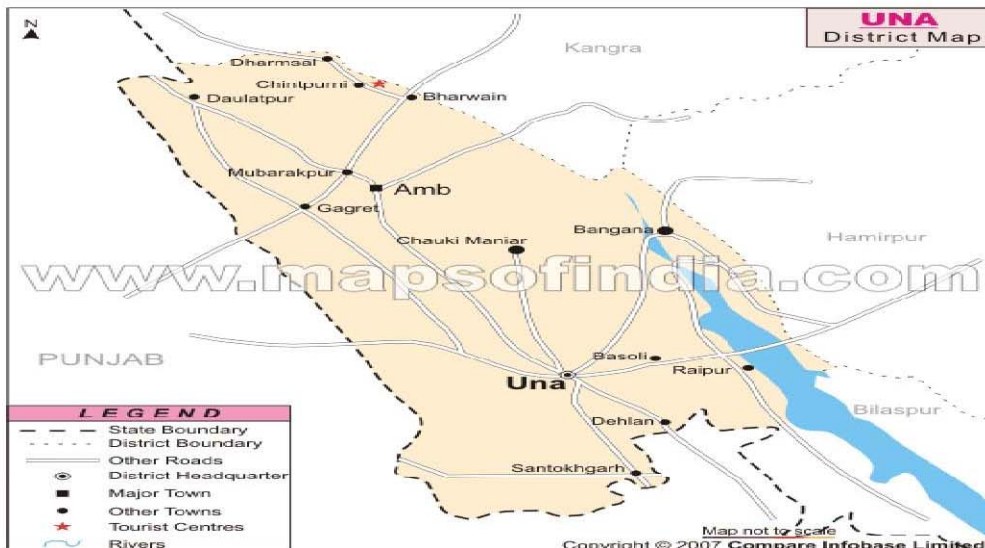 N
UNA
District Map
Kangra
Dharmsal
Chintpurni
Daulatpur
Bharwain
Mubarakpur
Amb
Gagret
Chauki Maniar
Bangana
Hamirpur
www.mapsofindia.com
PUNJAB
Basoli
Raipur
Una
Bilaspur
Dehlan
Santokhgarh
LEGEND
State Boundary
District Boundary
Other Roads
District Headquarter
Major Town
Other Towns
Tourist Centres
Rivers
Map not to scale
Copyright © 2007 Compare Infobase Limited